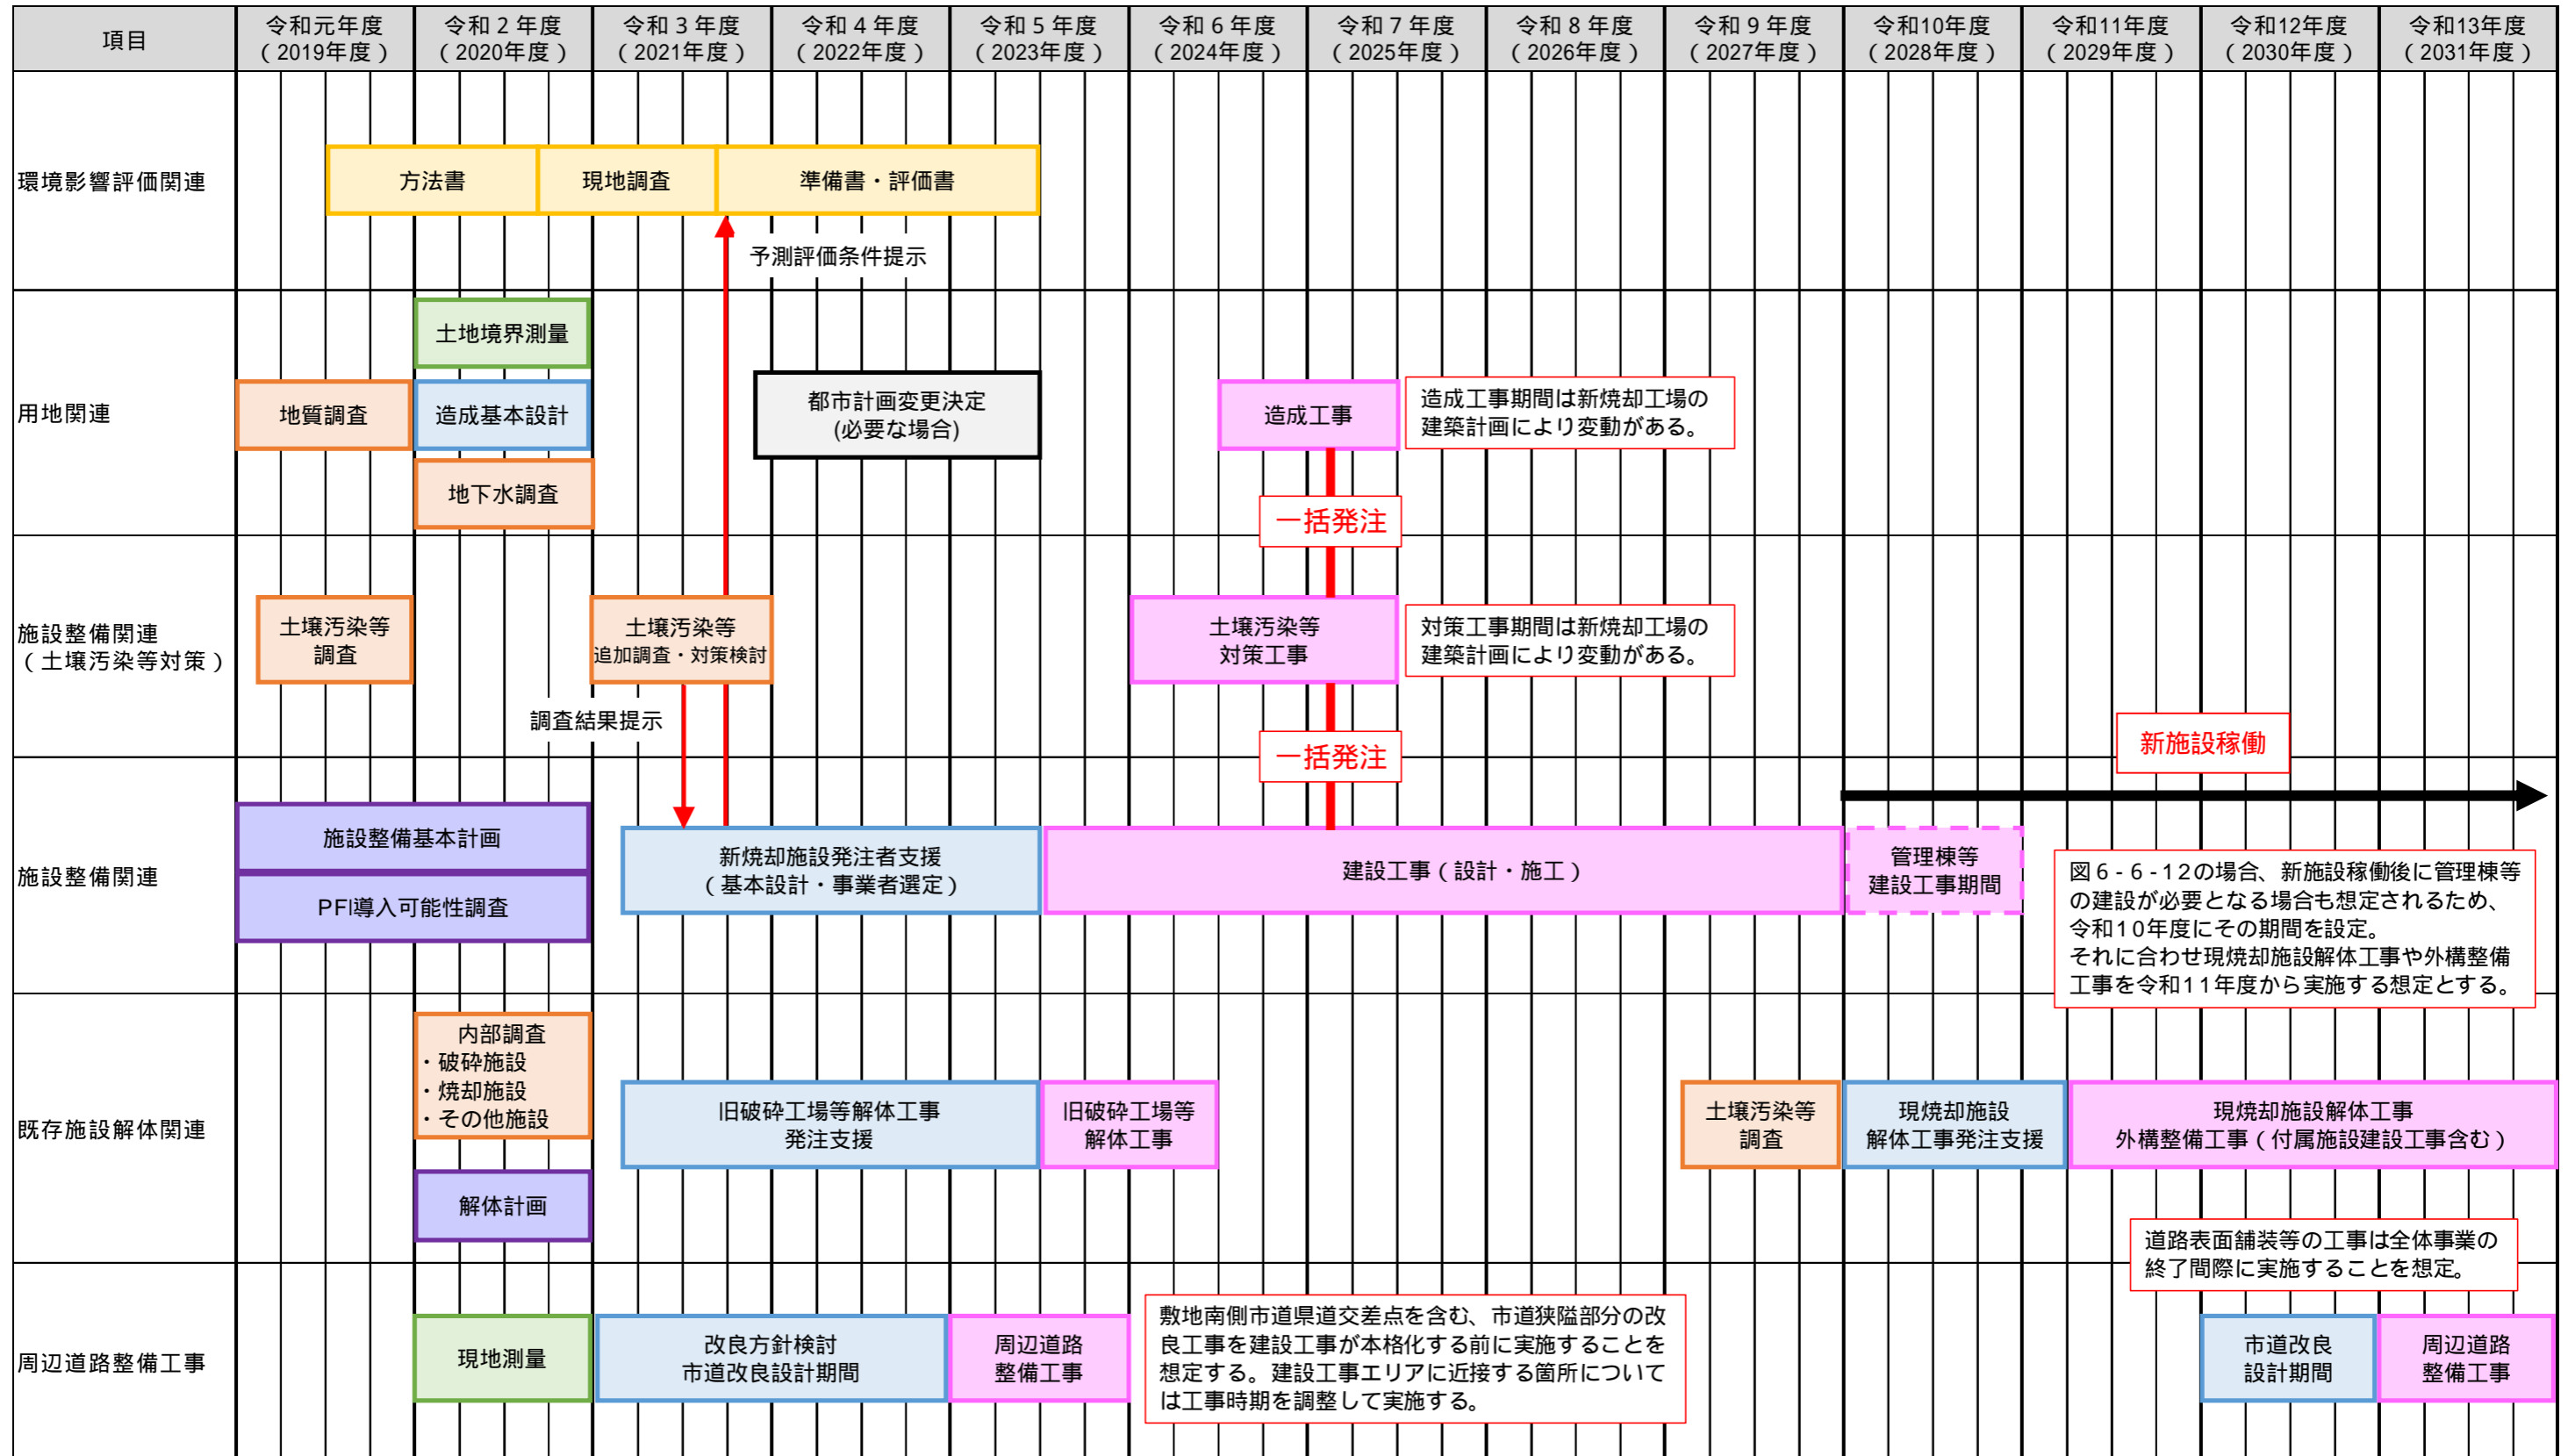 項目
令和元年度
（2019年度）
令和２年度
（2020年度）
令和３年度
（2021年度）
令和４年度
（2022年度）
令和５年度
（2023年度）
令和６年度
（2024年度）
令和７年度
（2025年度）
令和８年度
（2026年度）
令和９年度
（2027年度）
令和10年度
（2028年度）
令和11年度
（2029年度）
令和12年度
（2030年度）
令和13年度
（2031年度）
環境影響評価関連
方法書
現地調査
準備書・評価書
予測評価条件提示
用地関連
土地境界測量
地質調査
造成基本設計
地下水調査
都市計画変更決定
(必要な場合)
造成工事
造成工事期間は新焼却工場の
建築計画により変動がある。
一括発注
施設整備関連
（土壌汚染等対策）
土壌汚染等
調査
土壌汚染等
追加調査・対策検討
土壌汚染等
対策工事
対策工事期間は新焼却工場の
建築計画により変動がある。
調査結果提示
一括発注
新施設稼働
施設整備関連
施設整備基本計画
PFI導入可能性調査
新焼却施設発注者支援
（基本設計・事業者選定）
建設工事（設計・施工）
管理棟等
建設工事期間
図６-６-12の場合、新施設稼働後に管理棟等
の建設が必要となる場合も想定されるため、
令和10年度にその期間を設定。
それに合わせ現焼却施設解体工事や外構整備
工事を令和11年度から実施する想定とする。
既存施設解体関連
内部調査
・破砕施設
・焼却施設
・その他施設
解体計画
旧破砕工場等解体工事
発注支援
旧破砕工場等
解体工事
土壌汚染等
調査
現焼却施設
解体工事発注支援
現焼却施設解体工事
外構整備工事（付属施設建設工事含む）
道路表面舗装等の工事は全体事業の
終了間際に実施することを想定。
周辺道路整備工事
現地測量
改良方針検討
市道改良設計期間
周辺道路
整備工事
敷地南側市道県道交差点を含む、市道狭隘部分の改
良工事を建設工事が本格化する前に実施することを
想定する。建設工事エリアに近接する箇所について
は工事時期を調整して実施する。
市道改良
設計期間
周辺道路
整備工事